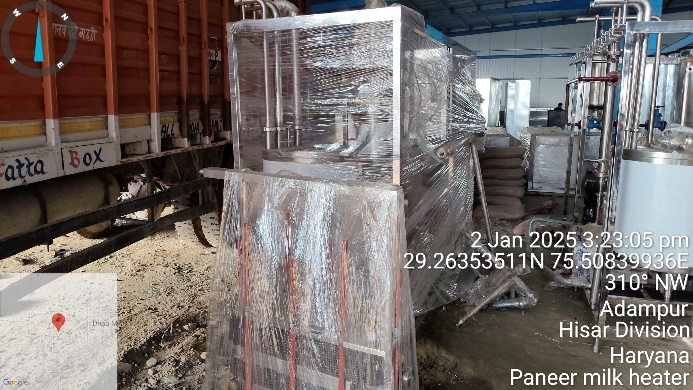 N
E
S
W
atta Box
2 Jan 2025 3:23:05 pm
29.26353511N 75.50839936E
310° NW
Adampur
Hisar Division
Haryana
Paneer milk heater
Google